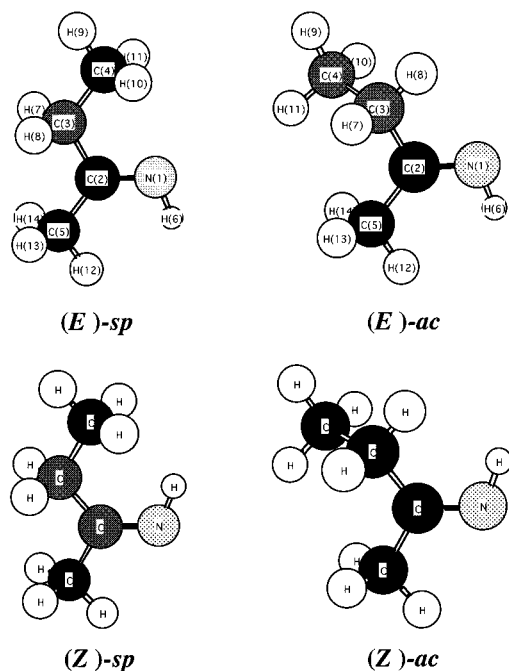 H(9)
H(11)
C(4)
H(10)
H(7)
C(3)
H(8)
C(2)
N(1)
H(14)
C(5)
H(6)
H(13)
H(12)
(E)-sp
H(9)
H(10)
C(4)
H(8)
C(3)
H(11)
H(7)
C(2)
N(1)
H(14)
C(5)
H(6)
H(13)
H(12)
(E)-ac
H
H
C
H
H
C
H
H
C
N
H
C
H
H
(Z)-sp
H
H
H
C
C
H
H
H
C
N
H
C
H
H
(Z)-ac